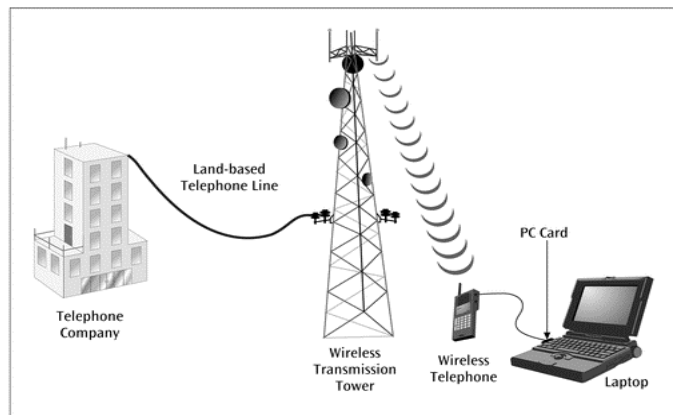 Land-based
Telephone Line
PC Card
Telephone
Company
Wireless
Transmission
Tower
Wireless
Telephone
Laptop